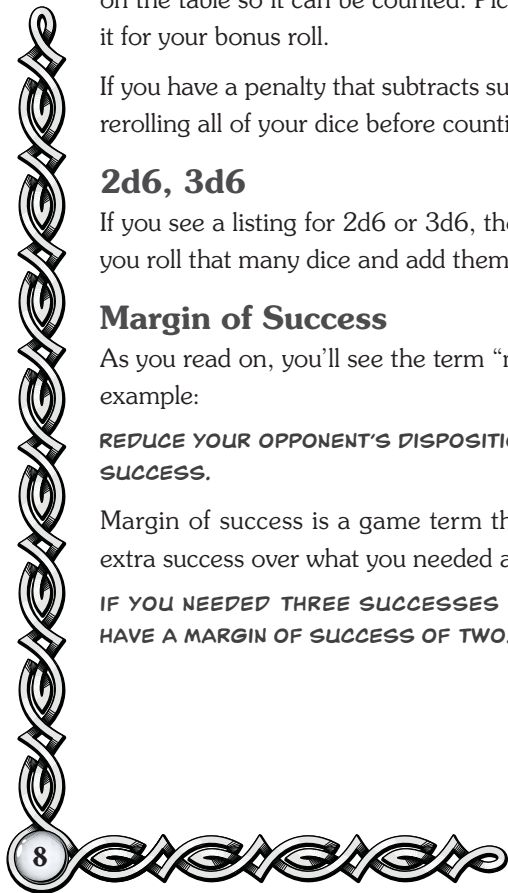 on the table so it can be counted. Pic
it for your bonus roll.
If you have a penalty that subtracts su
rerolling all of your dice before counti
2d6, 3d6
If you see a listing for 2d6 or 3d6, the
you roll that many dice and add them
Margin of Success
As you read on, you’ll see the term “
example:
REDUCE YOUR OPPONENT’S DISPOSITIO
SUCCESS.
Margin of success is a game term th
extra success over what you needed a
IF YOU NEEDED THREE SUCCESSES
HAVE A MARGIN OF SUCCESS OF TWO.
8